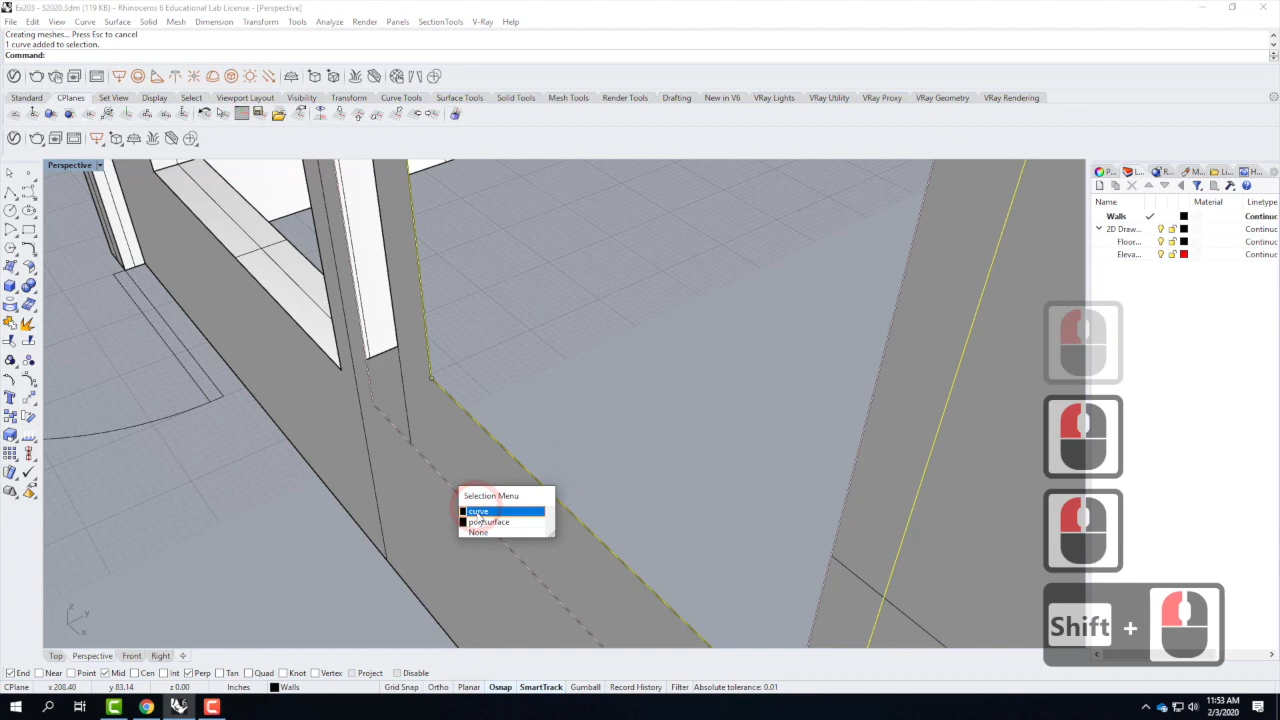 Ex203 - S2020.3dm (119 KB) - Rhinoceros 6 Educational Lab License - [Perspective]
File Edit View Curve Surface Solid Mesh Dimension Transform Tools Analyze Render Panels SectionTools V-Ray Help
Creating meshes... Press Esc to cancel
1 curve added to selection.
Command:
Standard CPlanes Set View Display Select Viewport Layout Visibility Transform Curve Tools Surface Tools Solid Tools Mesh Tools Render Tools Drafting New in V6 VRay Lights VRay Utility VRay Proxy VRay Geometry VRay Rendering
Perspective
P... L... R... M... Li... H...
Name Material Linetype
Walls Continuc
2D Draw... Continuc
Floor... Continuc
Eleva... Continuc
Selection Menu
curve
polysurface
None
Shift +
z
y
x
Top Perspective Front Right
End Near Point Mid Cen Int Perp Tan Quad Knot Vertex Project Disable
CPlane x 208.40 y 83.14 z 0.00 Inches Walls Grid Snap Ortho Planar Osnap SmartTrack Gumball Record History Filter Absolute tolerance: 0.01
11:53 AM
2/3/2020